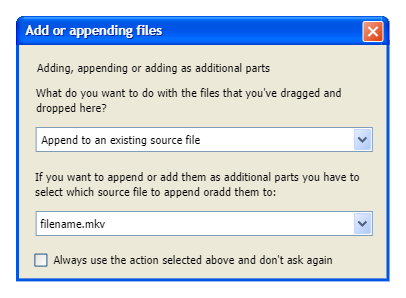 Add or appending files
Adding, appending or adding as additional parts
What do you want to do with the files that you've dragged and
dropped here?
Append to an existing source file
If you want to append or add them as additional parts you have to
select which source file to append oradd them to:
filename.mkv
Always use the action selected above and don't ask again